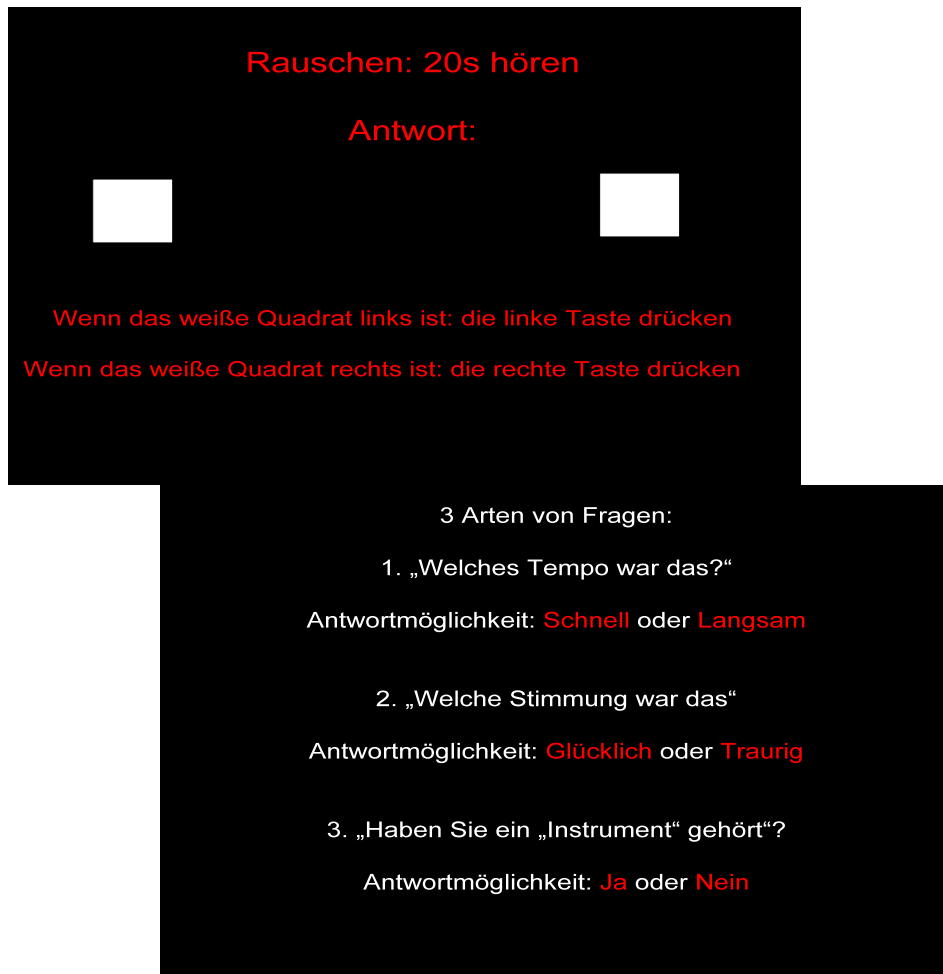 Rauschen: 20s hören
Antwort:
Wenn das weiße Quadrat links ist: die linke Taste drücken
Wenn das weiße Quadrat rechts ist: die rechte Taste drücken
3 Arten von Fragen:
1. „Welches Tempo war das?“
Antwortmöglichkeit: Schnell oder Langsam
2. „Welche Stimmung war das“
Antwortmöglichkeit: Glücklich oder Traurig
3. „Haben Sie ein „Instrument“ gehört“?
Antwortmöglichkeit: Ja oder Nein